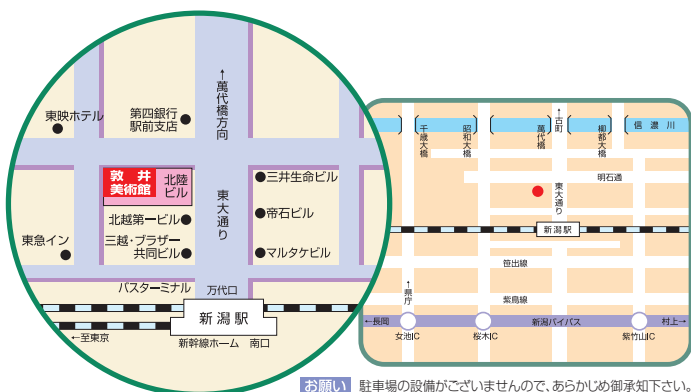 ↑萬代橋方向
東映ホテル
第四銀行
駅前支店
敦井
美術館
北陸
ビル
三井生命ビル
東大通り
帝石ビル
北越第一ビル
東急イン
三越・ブラザー
共同ビル
マルタケビル
バスターミナル
万代口
新潟駅
←至東京
新幹線ホーム 南口
↑古町
千歳大橋
昭和大橋
萬代橋
柳都大橋
信濃川
明石通
東大通り
新潟駅
笹出線
↑県庁
紫鳥線
←長岡
新潟バイパス
村上→
女池IC
桜木IC
紫竹山IC
お願い 駐車場の設備がございませんので、あらかじめ御承知下さい。